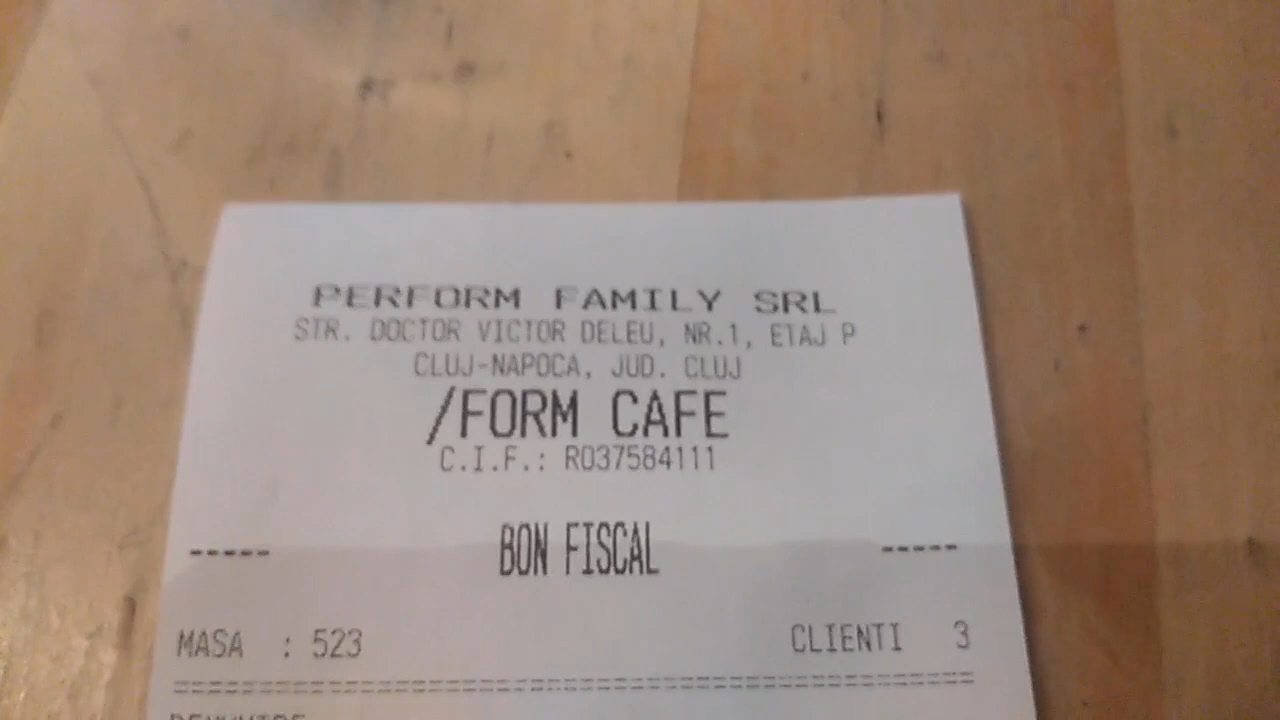 PERFORM FAMILY SRL
STR. DOCTOR VICTOR DELEU, NR.1, ETAJ P
CLUJ-NAPOCA, JUD. CLUJ
/FORM CAFE
C.I.F.: RO37584111
----- BON FISCAL -----
MASA : 523 CLIENTI 3